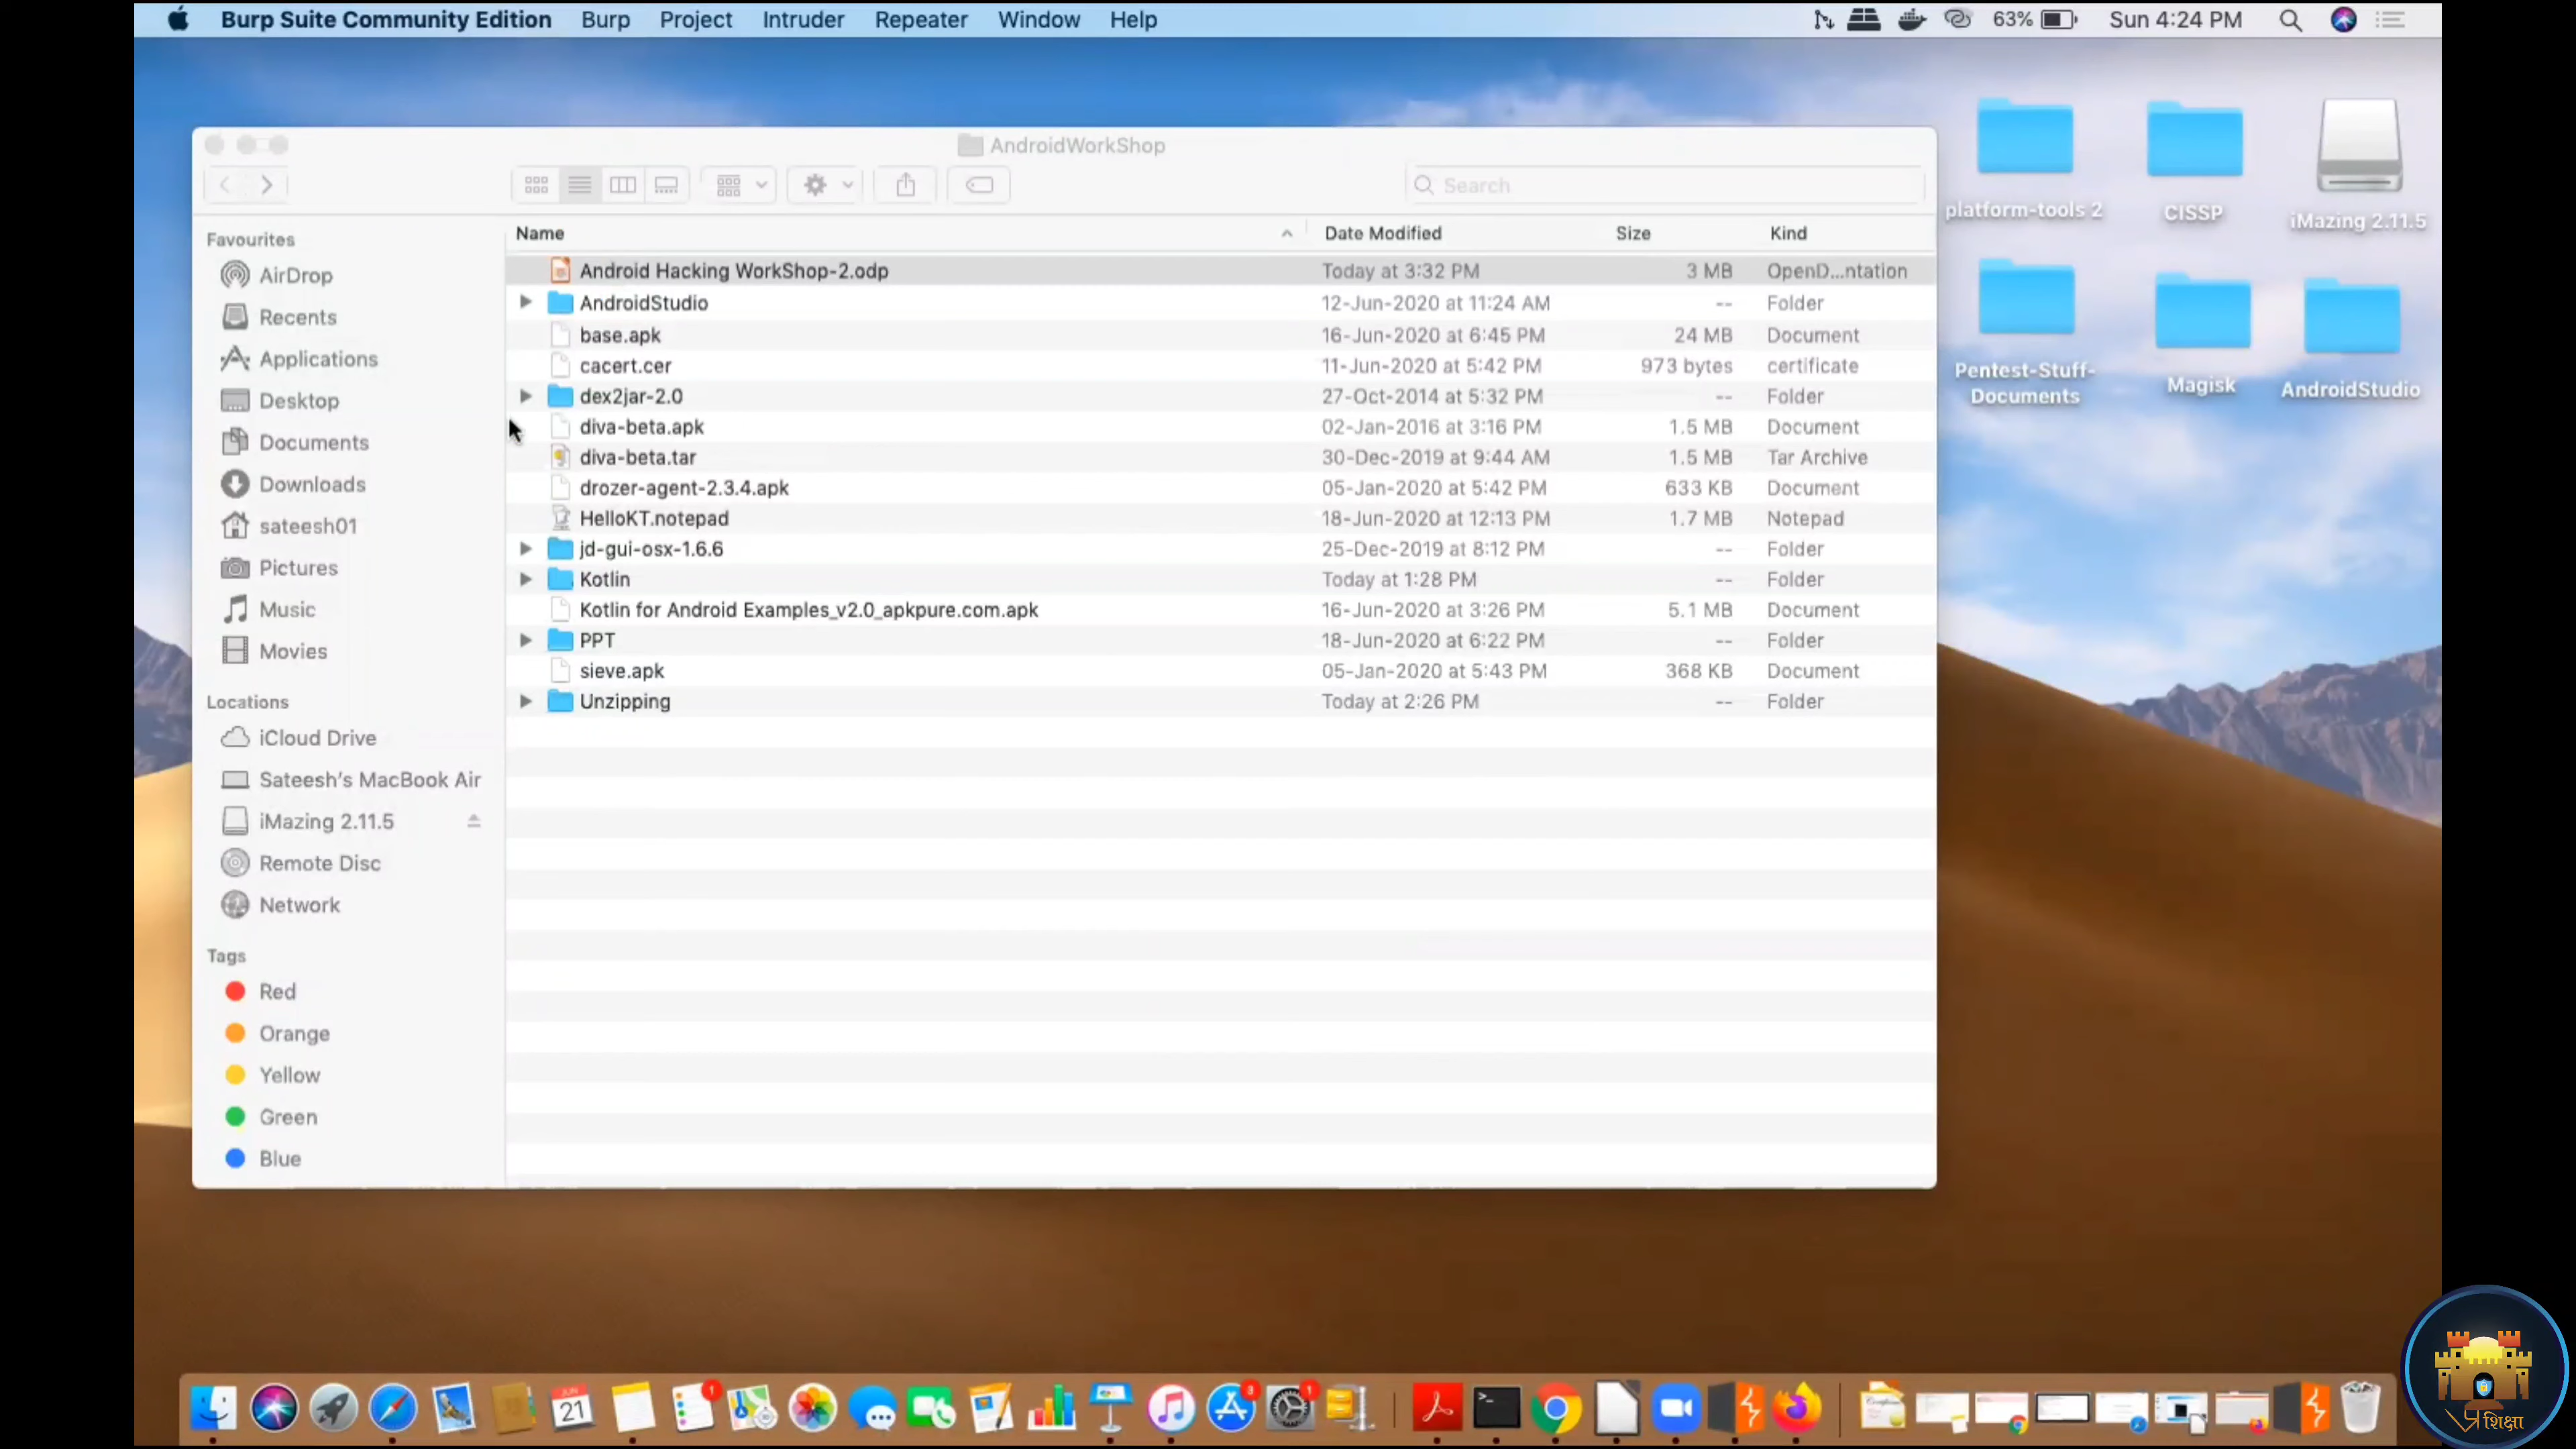 Burp Suite Community Edition Burp Project Intruder Repeater Window Help 63% Sun 4:24 PM
AndroidWorkShop
Search
Name Date Modified Size Kind
Android Hacking WorkShop-2.odp Today at 3:32 PM 3 MB OpenD...ntation
AndroidStudio 12-Jun-2020 at 11:24 AM -- Folder
base.apk 16-Jun-2020 at 6:45 PM 24 MB Document
cacert.cer 11-Jun-2020 at 5:42 PM 973 bytes certificate
dex2jar-2.0 27-Oct-2014 at 5:32 PM -- Folder
diva-beta.apk 02-Jan-2016 at 3:16 PM 1.5 MB Document
diva-beta.tar 30-Dec-2019 at 9:44 AM 1.5 MB Tar Archive
drozer-agent-2.3.4.apk 05-Jan-2020 at 5:42 PM 633 KB Document
HelloKT.notepad 18-Jun-2020 at 12:13 PM 1.7 MB Notepad
jd-gui-osx-1.6.6 25-Dec-2019 at 8:12 PM -- Folder
Kotlin Today at 1:28 PM -- Folder
Kotlin for Android Examples_v2.0_apkpure.com.apk 16-Jun-2020 at 3:26 PM 5.1 MB Document
PPT 18-Jun-2020 at 6:22 PM -- Folder
sieve.apk 05-Jan-2020 at 5:43 PM 368 KB Document
Unzipping Today at 2:26 PM -- Folder
Favourites
AirDrop
Recents
Applications
Desktop
Documents
Downloads
sateesh01
Pictures
Music
Movies
Locations
iCloud Drive
Sateesh's MacBook Air
iMazing 2.11.5
Remote Disc
Network
Tags
Red
Orange
Yellow
Green
Blue
platform-tools 2
CISSP
iMazing 2.11.5
Pentest-Stuff-
Documents
Magisk
AndroidStudio
JUN
21
1
3
1
प्रशिक्षा